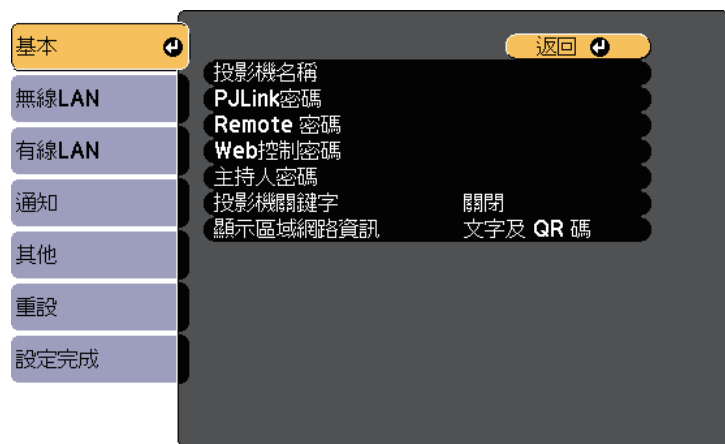 基本
無線LAN
有線LAN
通知
其他
重設
設定完成
返回
投影機名稱
PJLink密碼
Remote 密碼
Web控制密碼
主持人密碼
投影機關鍵字 關閉
顯示區域網路資訊 文字及 QR 碼